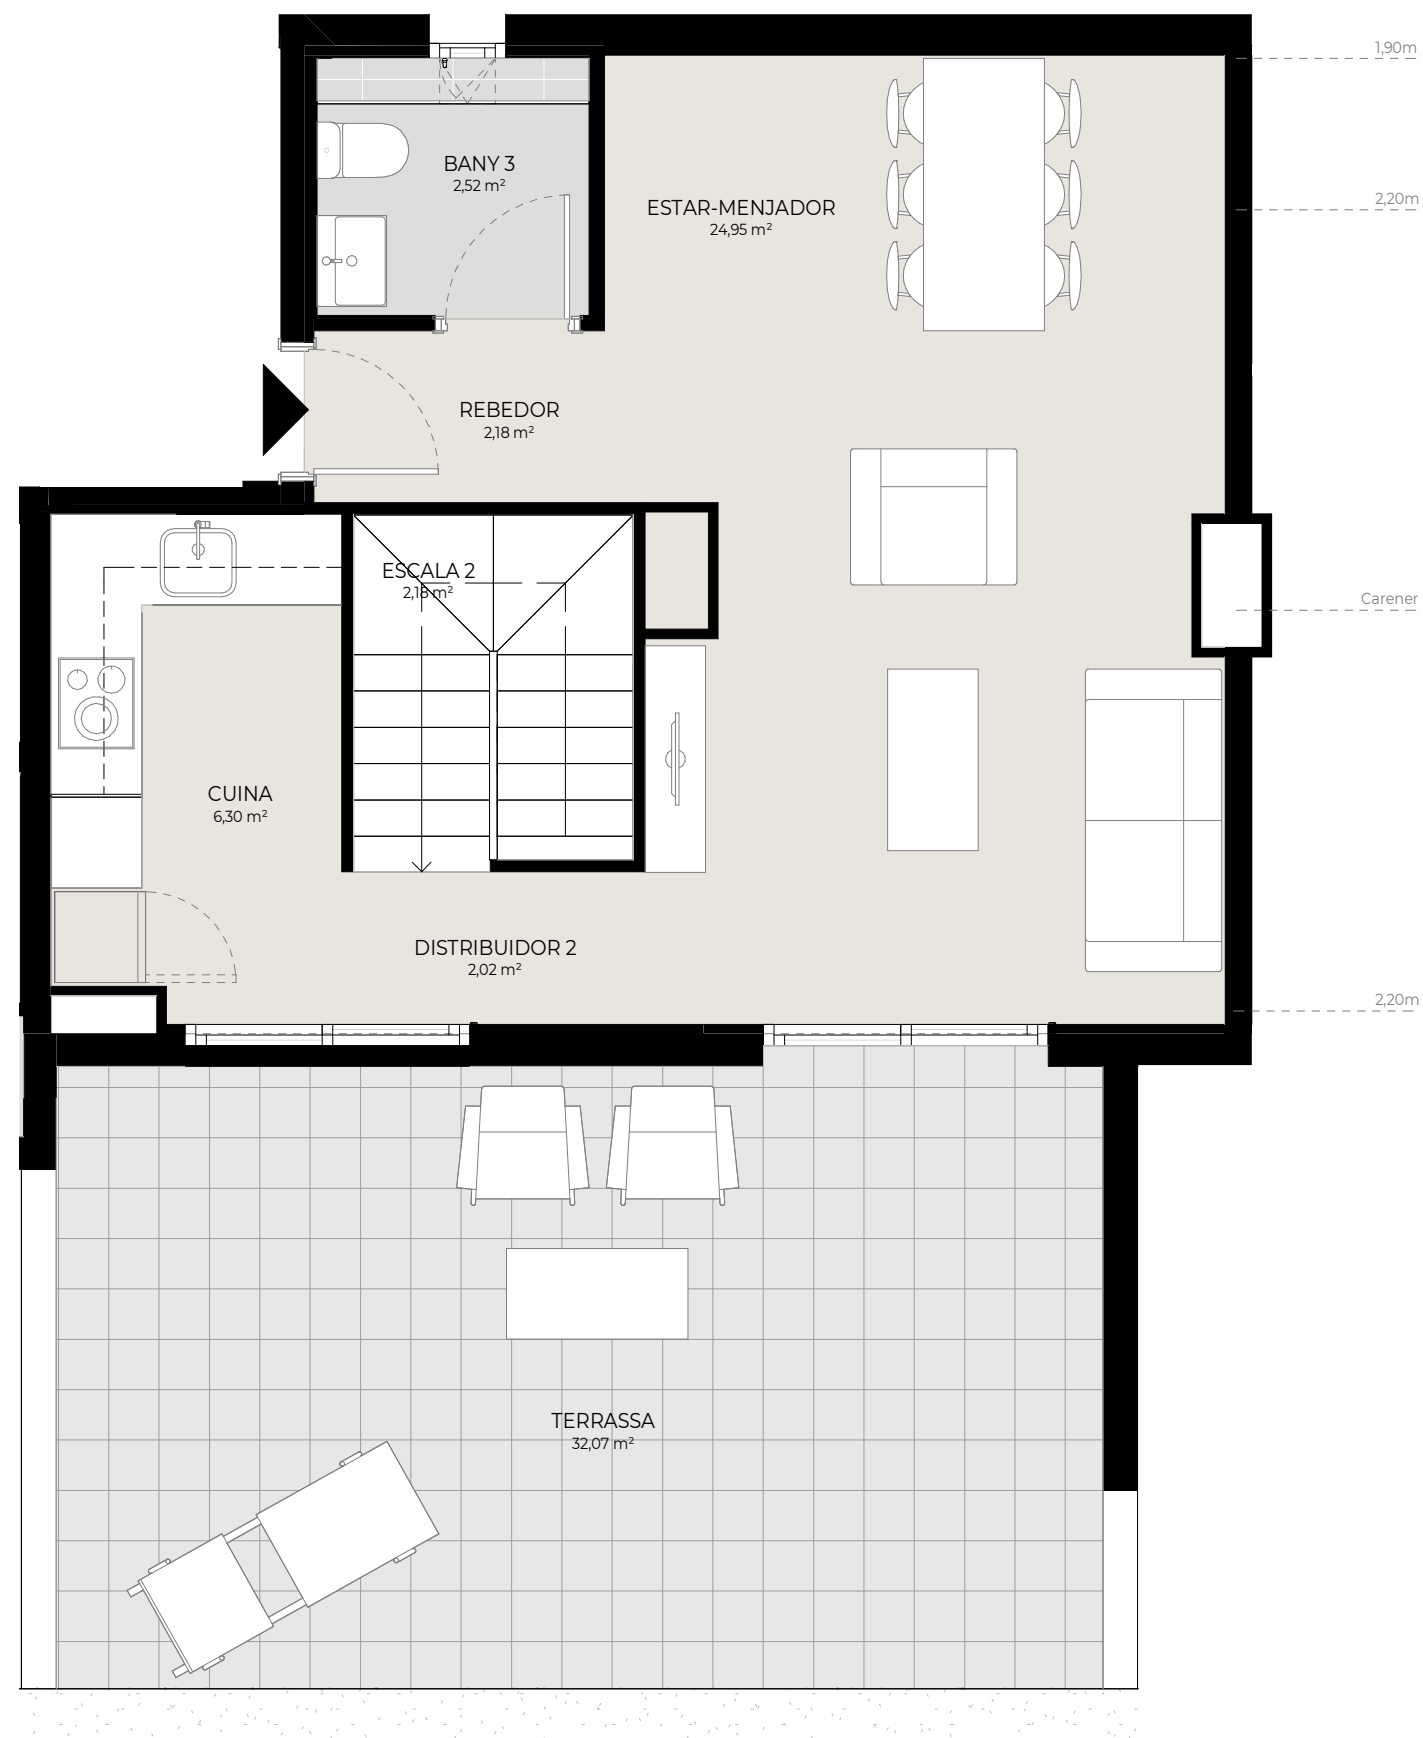 1,90m
BANY 3
2,52 m²
ESTAR-MENJADOR
24,95 m²
2,20m
REBEDOR
2,18 m²
ESCALA 2
2,18 m²
Carener
CUINA
6,30 m²
DISTRIBUIDOR 2
2,02 m²
2,20m
TERRASSA
32,07 m²